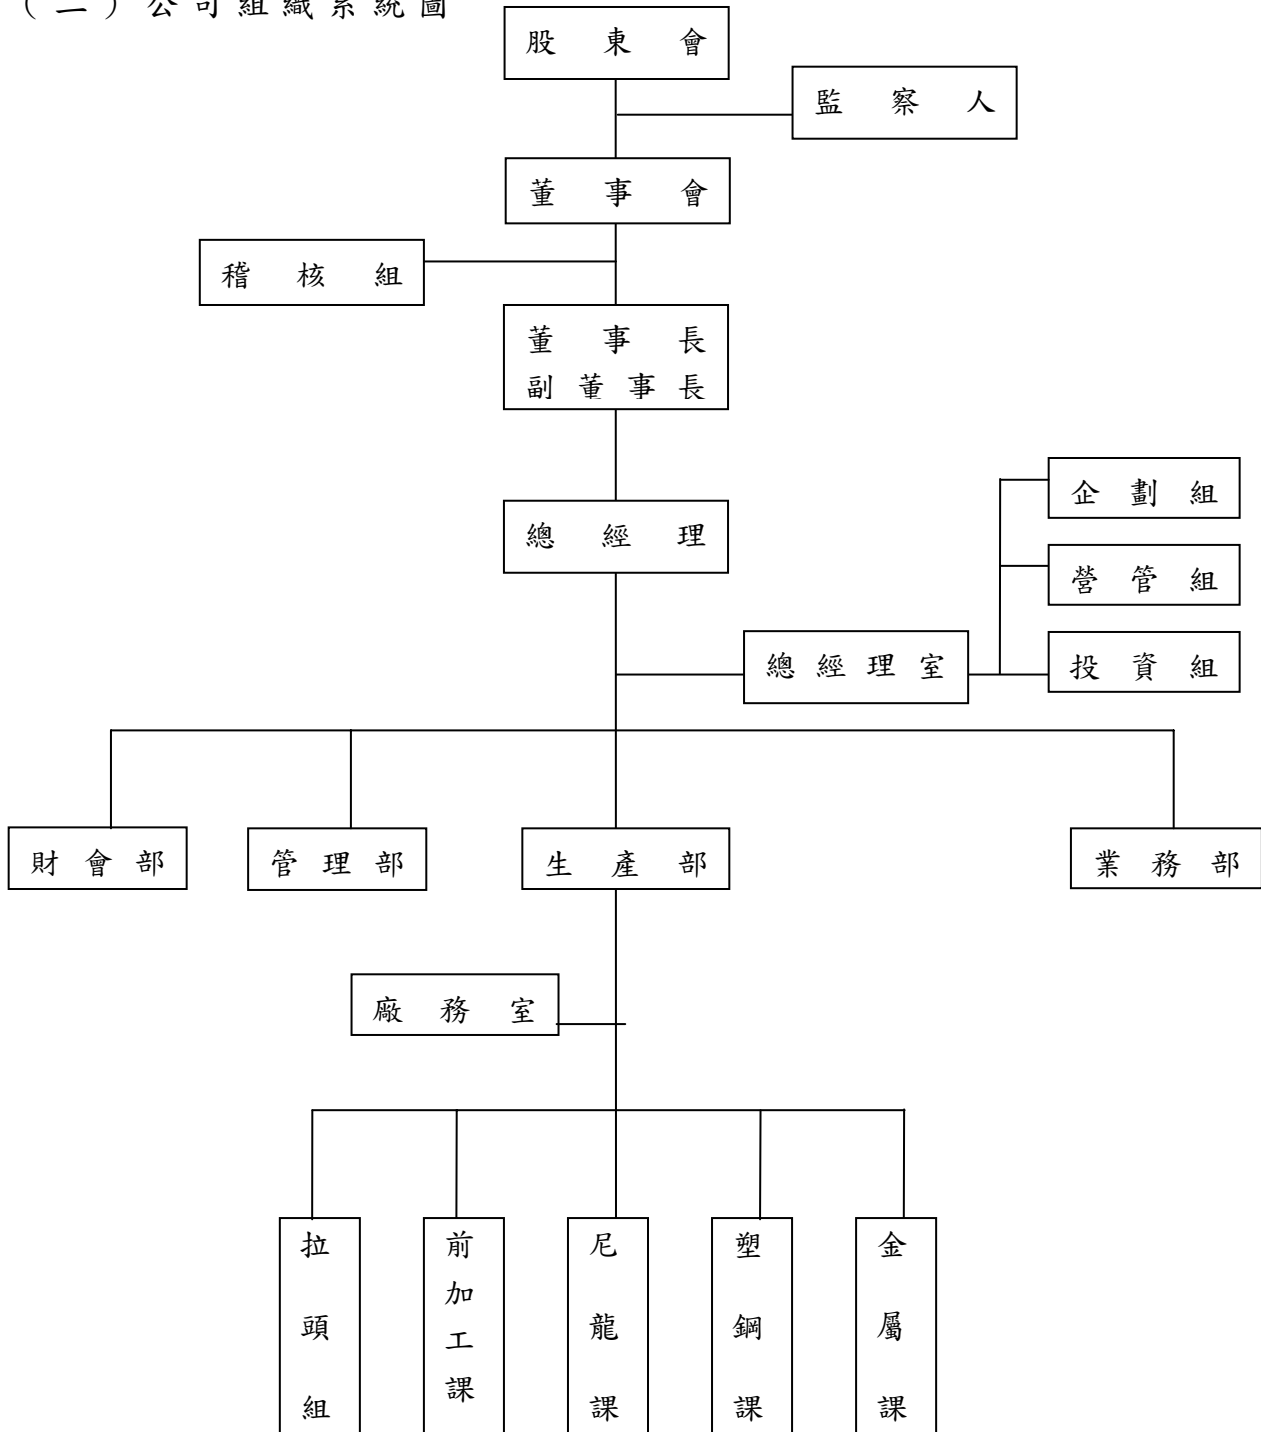 (二)公司組織系統圖
股東會
監察人
董事會
稽核組
董事長
副董事長
總經理
企劃組
營管組
總經理室
投資組
財會部
管理部
生產部
業務部
廠務室
拉頭組
前加工課
尼龍課
塑鋼課
金屬課